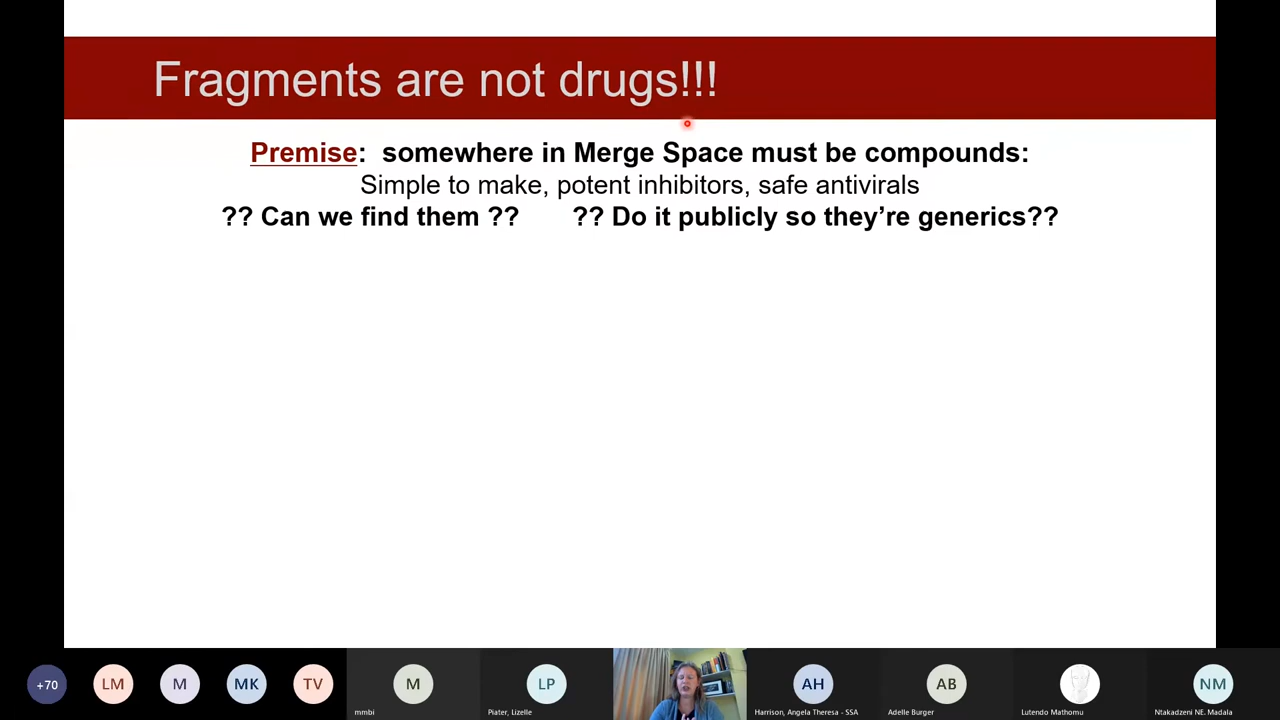 Fragments are not drugs!!!
Premise: somewhere in Merge Space must be compounds:
Simple to make, potent inhibitors, safe antivirals
?? Can we find them ?? ?? Do it publicly so they’re generics??
+70 LM M MK TV M LP AH AB NM
mmbi Piater, Lizelle Harrison, Angela Theresa - SSA Adelle Burger Lutendo Mathomu Ntakadzeni NE. Madala